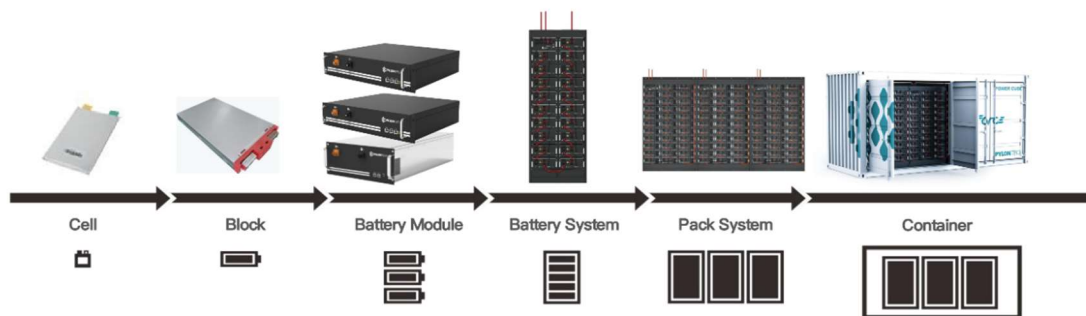 Cell
Block
Battery Module
Battery System
Pack System
Container